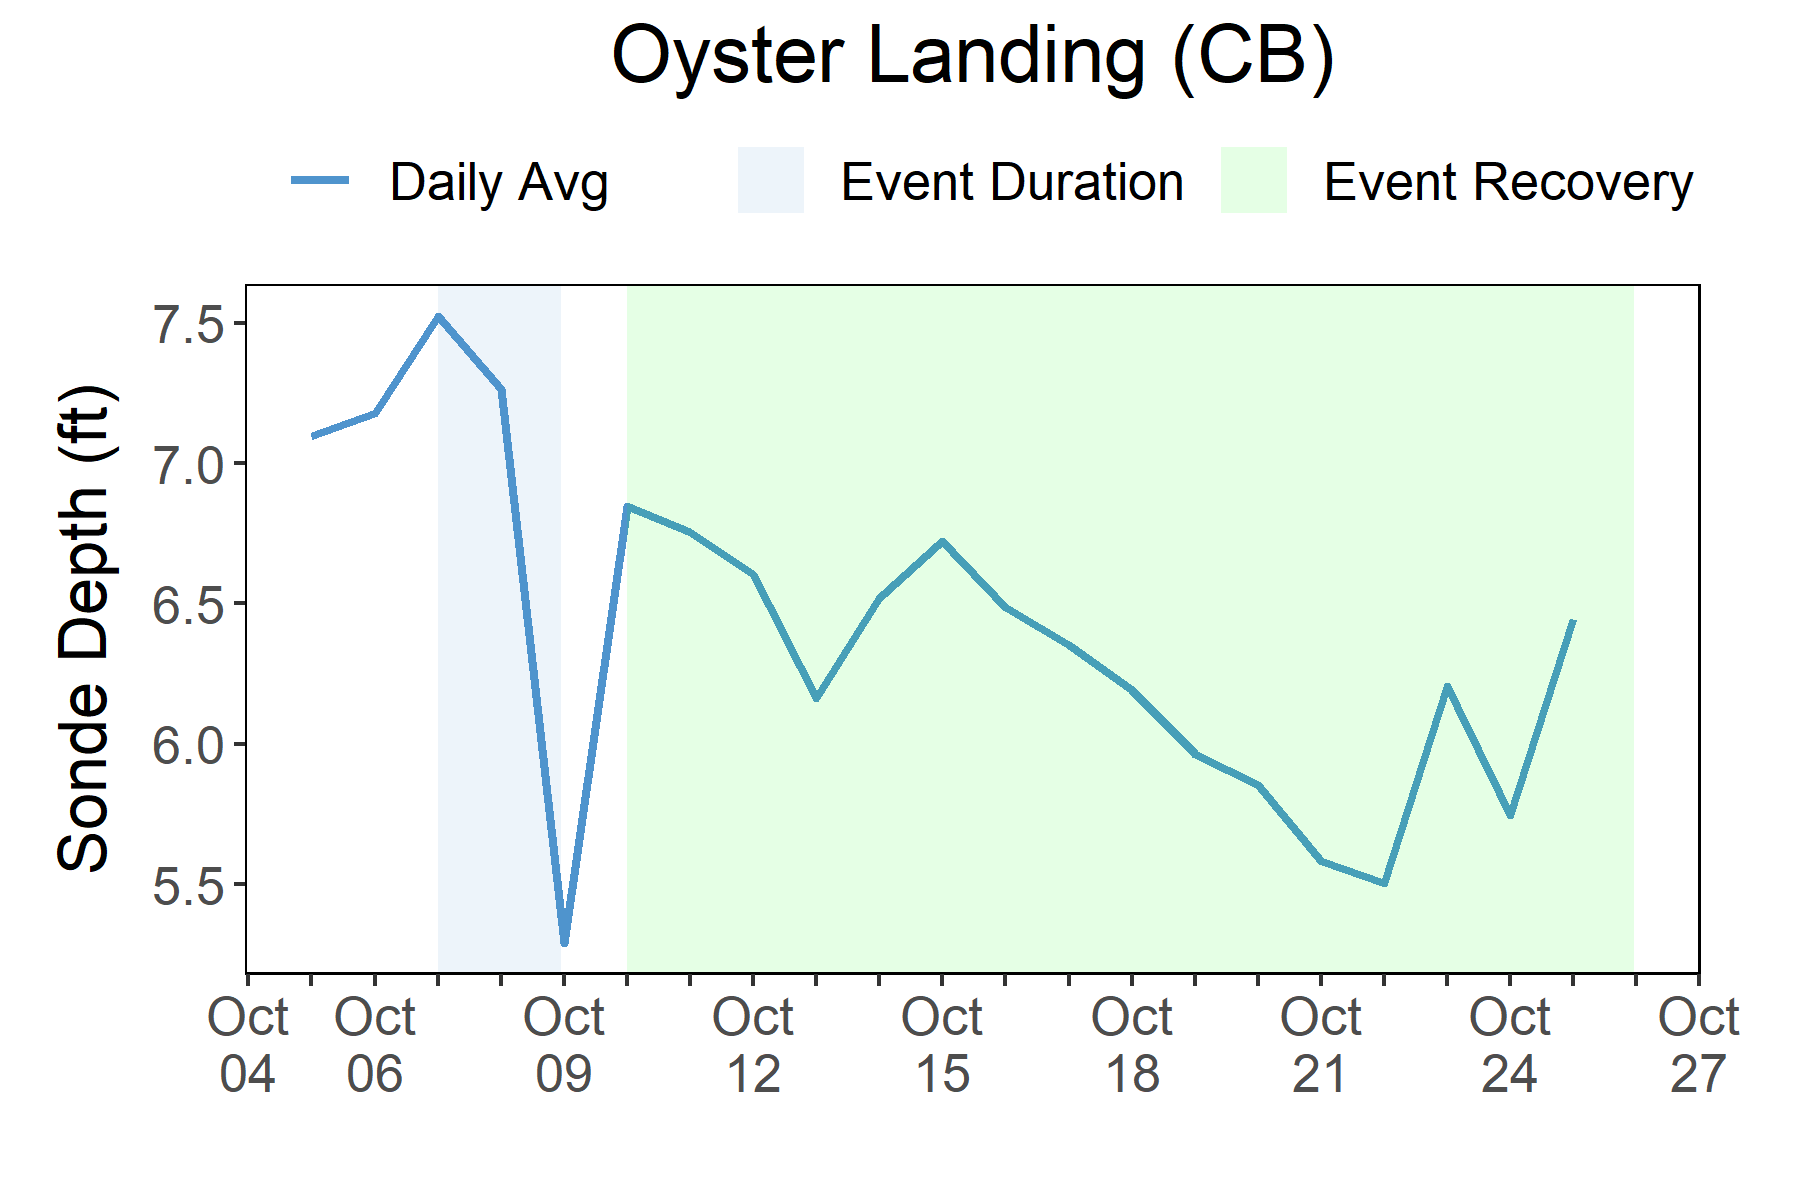 Oyster Landing (CB)
Daily Avg Event Duration Event Recovery
Sonde Depth (ft)
7.5
7.0
6.5
6.0
5.5
Oct Oct Oct Oct Oct Oct Oct Oct Oct
04 06 09 12 15 18 21 24 27